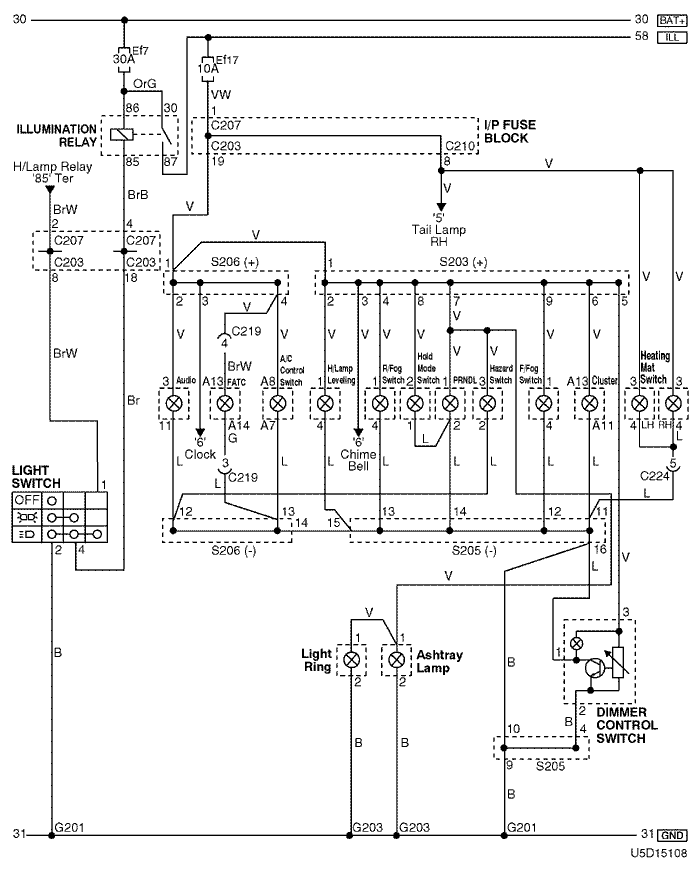 30 30 BAT+
58 ILL
Ef7
30A
Ef17
10A
OrG
VW
86 30
1
ILLUMINATION
RELAY
C207
I/P FUSE
BLOCK
85 87
C203 C210
19 8
H/Lamp Relay
'85' Ter
V
BrB
V
BrW
V
'5'
Tail Lamp
RH
2 4
V
C207 C207
C203 C203
1 S206 (+) 1 S203 (+)
8 18
2 3 4 2 3 4 8 7 9 6 5
V V V
V C219
4
V V V V V V V V
BrW
BrW
A/C
Control
Switch
H/Lamp
Leveling
R/Fog
Switch
Hold
Mode
Switch
PRNDL
Hazard
Switch
F/Fog
Switch
Cluster
Heating
Mat
Switch
Audio
FATC
3 A13 A8 1 1 1 1 3 1 A13 3 3
Br
11 A14 A7 4 4 2 2 2 4 A11 4 LH RH 4
G
'6'
Clock
'6'
Chime
Bell
L
L
L L L L L L L L
3
C219
L
5
C224
L
LIGHT
SWITCH
1
OFF
2 4
12 13 14 15 13 14 12 11
S206 (-) S205 (-) 16
V
L
V
B
V
3
1
Light
Ring
1 1
Ashtray
Lamp
2 2
B
2
B
DIMMER
CONTROL
SWITCH
10 4
B B
S205
9
B
31 G201 G203 G203 G201 31 GND
U5D15108